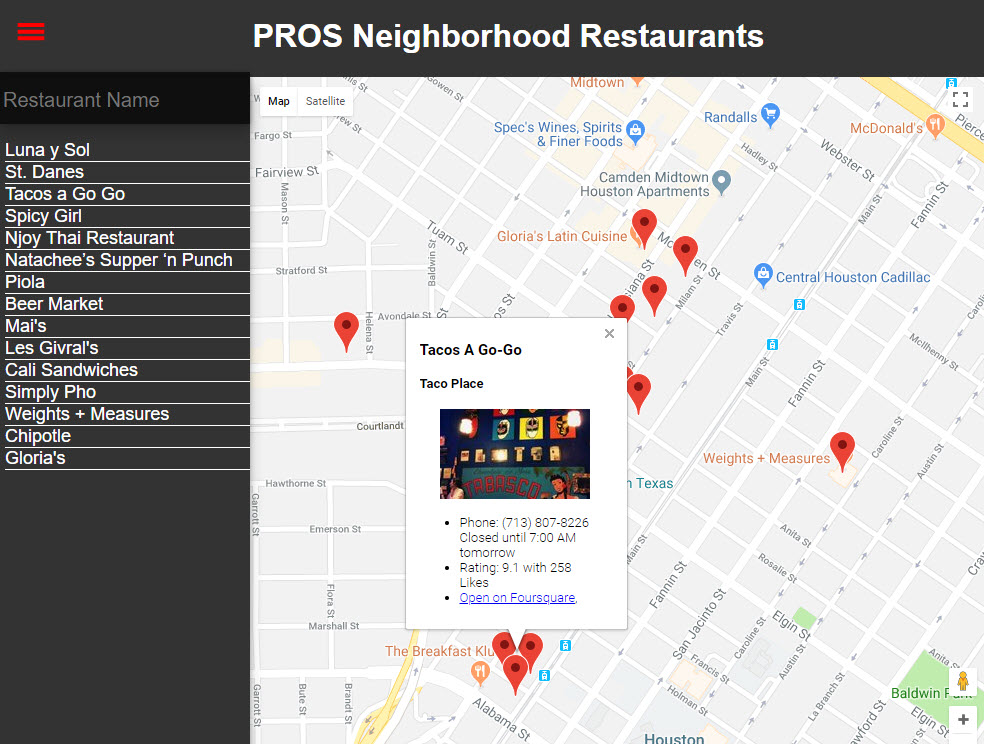 PROS Neighborhood Restaurants
Restaurant Name
Luna y Sol
St. Danes
Tacos a Go Go
Spicy Girl
Njoy Thai Restaurant
Natachee’s Supper ‘n Punch
Piola
Beer Market
Mai's
Les Givral's
Cali Sandwiches
Simply Pho
Weights + Measures
Chipotle
Gloria's
Map
Satellite
Midtown
Randalls
McDonald's
Pierce
Spec's Wines, Spirits
& Finer Foods
Webster St
Fargo St
Hadley St
Fairview St
Camden Midtown
Houston Apartments
Mason St
Fannin St
Main St
Tuam St
Gloria's Latin Cuisine
Baldwin St
Stratford St
Central Houston Cadillac
Milam St
Travis St
Avondale St
Helena St
McIlhenny St
Main St
Fannin St
Tacos A Go-Go
Taco Place
TABASCO
Phone: (713) 807-8226
Closed until 7:00 AM
tomorrow
Rating: 9.1 with 258
Likes
Open on Foursquare,
Courtlandt
Caroline St
Weights + Measures
Austin St
Hawthorne St
Texas
Garrott St
Emerson St
Main St
Anita St
Rosalie St
Fannin St
Flora St
San Jacinto St
Elgin St
Marshall St
Caroline St
Austin St
The Breakfast Klu
Francis St
Anita St
Holman St
La Branch St
Baldwin Park
Garrott St
Bute St
Brandt St
Alabama St
Crawford St
Elgin St
Houston